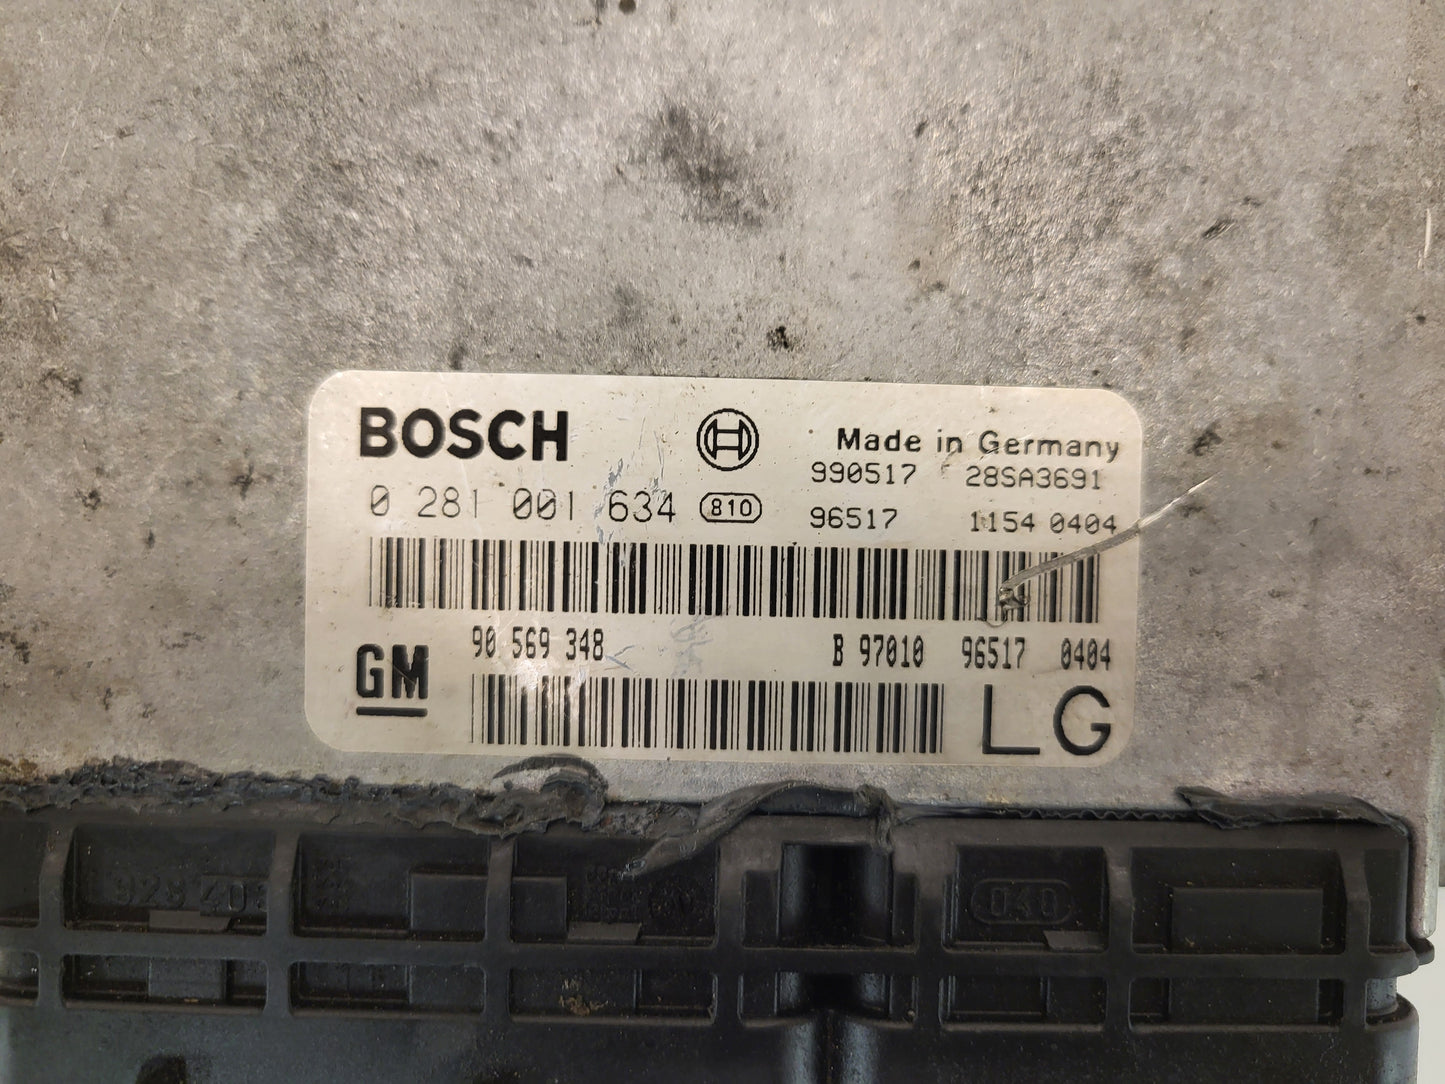 BOSCH
Made in Germany
990517 28SA3691
0 281 001 634 810 96517 1154 0404
GM 90 569 348 B 97010 96517 0404
LG
040